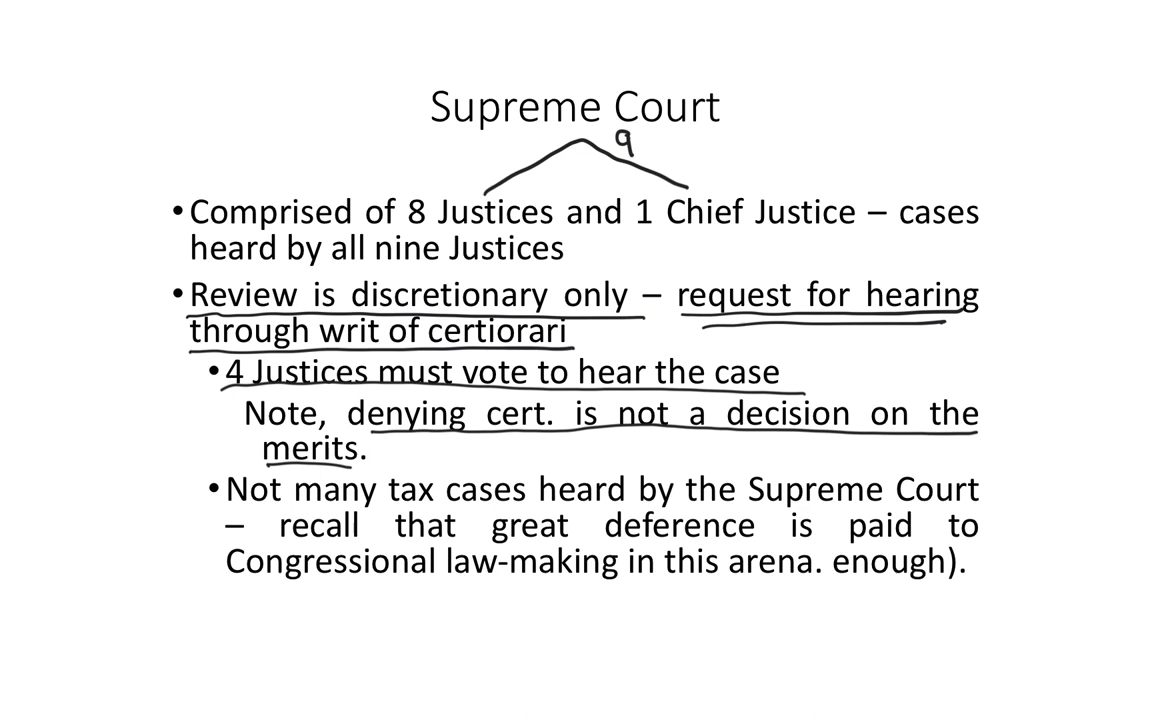 Supreme Court
9
•Comprised of 8 Justices and 1 Chief Justice – cases
heard by all nine Justices
•Review is discretionary only – request for hearing
through writ of certiorari
•4 Justices must vote to hear the case
Note, denying cert. is not a decision on the
merits.
•Not many tax cases heard by the Supreme Court
– recall that great deference is paid to
Congressional law-making in this arena. enough).